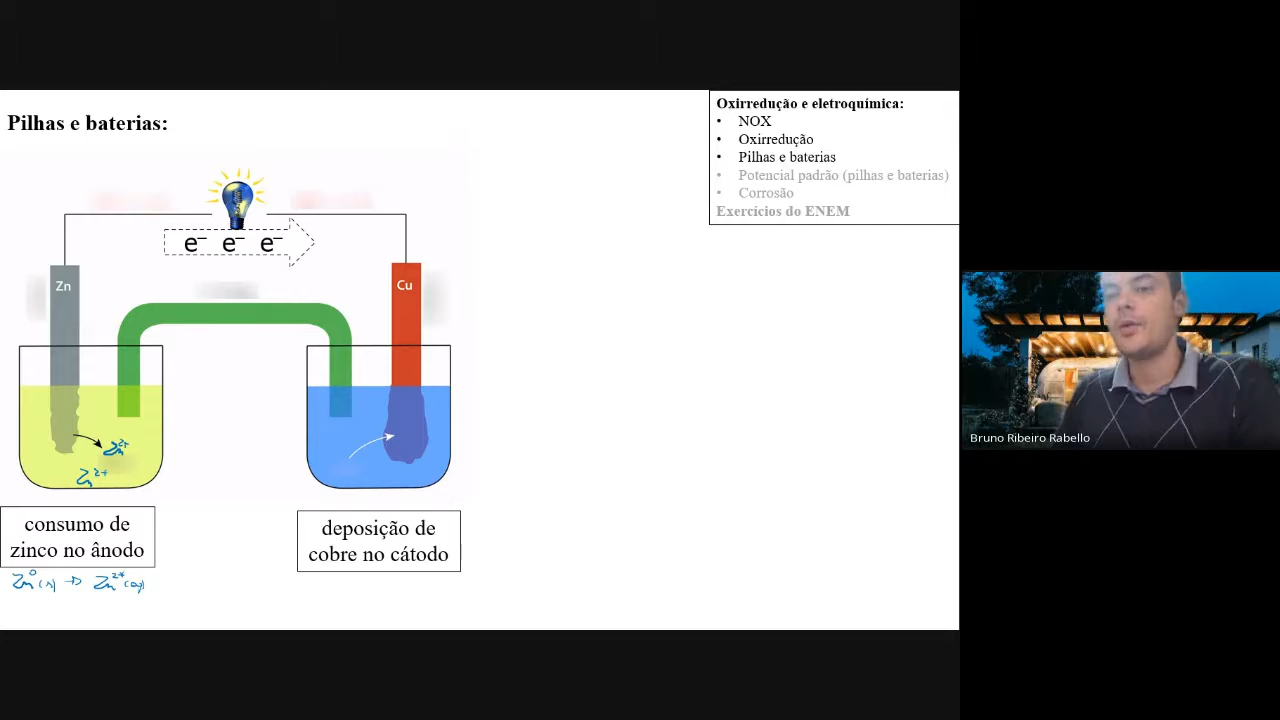 Pilhas e baterias:
Oxirredução e eletroquímica:
• NOX
• Oxirredução
• Pilhas e baterias
• Potencial padrão (pilhas e baterias)
• Corrosão
Exercícios do ENEM
e⁻ e⁻ e⁻
Zn
Cu
Zn²⁺
Zn²⁺
consumo de
zinco no ânodo
deposição de
cobre no cátodo
Zn⁰(s) → Zn²⁺(aq)
Bruno Ribeiro Rabello